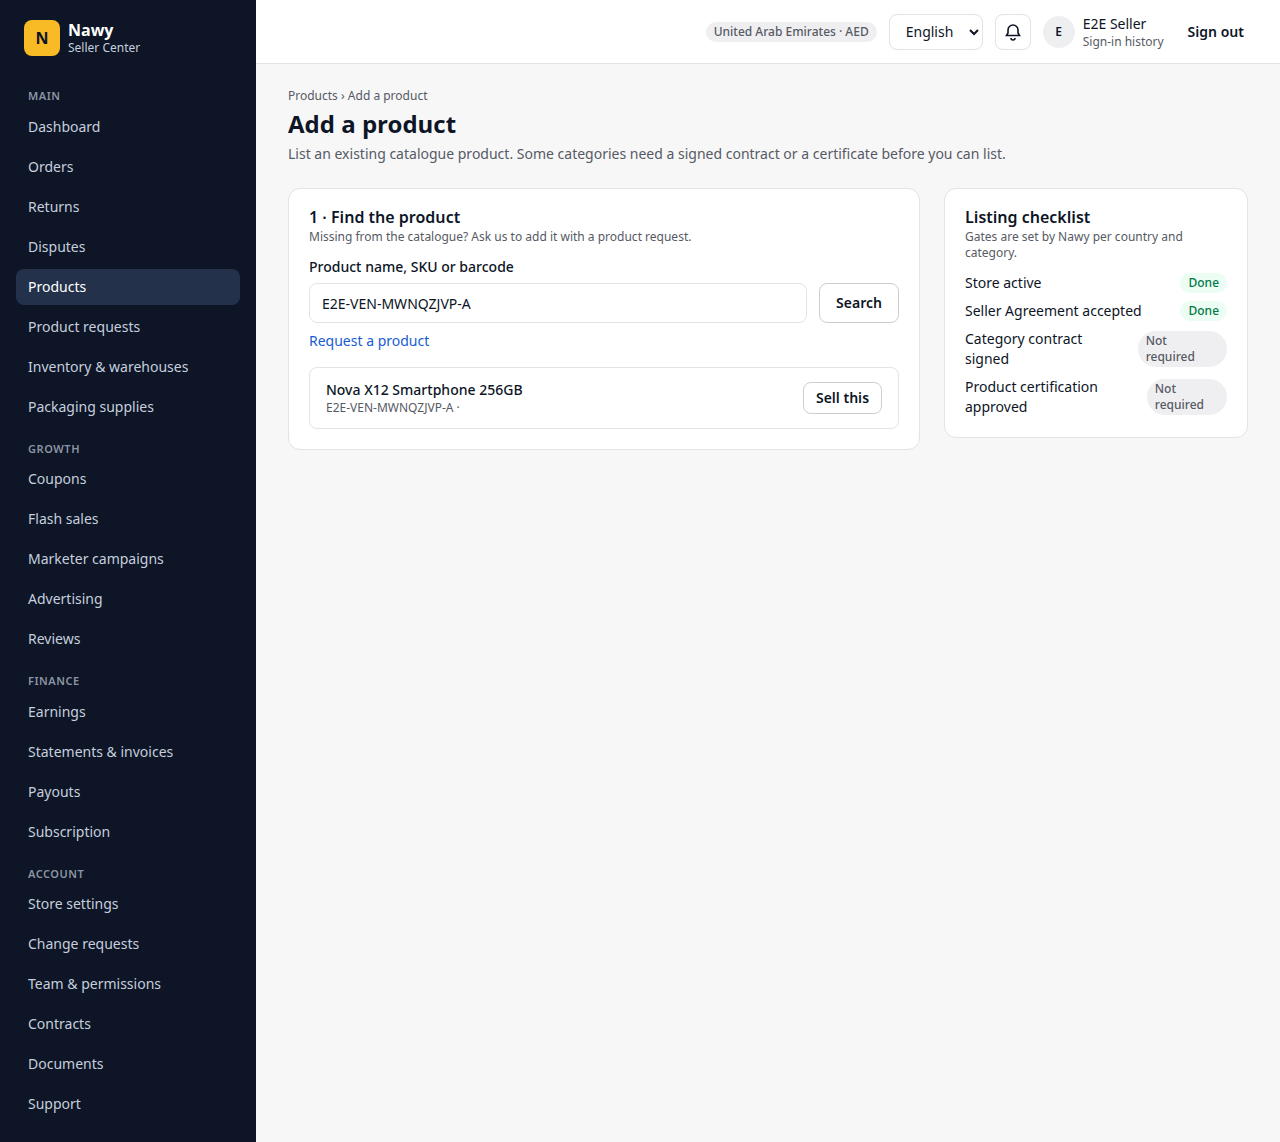 N
Nawy
Seller Center
MAIN
Dashboard
Orders
Returns
Disputes
Products
Product requests
Inventory & warehouses
Packaging supplies
GROWTH
Coupons
Flash sales
Marketer campaigns
Advertising
Reviews
FINANCE
Earnings
Statements & invoices
Payouts
Subscription
ACCOUNT
Store settings
Change requests
Team & permissions
Contracts
Documents
Support
United Arab Emirates · AED
English
E
E2E Seller
Sign-in history
Sign out
Products › Add a product
Add a product
List an existing catalogue product. Some categories need a signed contract or a certificate before you can list.
1 · Find the product
Missing from the catalogue? Ask us to add it with a product request.
Product name, SKU or barcode
E2E-VEN-MWNQZJVP-A
Search
Request a product
Nova X12 Smartphone 256GB
E2E-VEN-MWNQZJVP-A ·
Sell this
Listing checklist
Gates are set by Nawy per country and
category.
Store active
Done
Seller Agreement accepted
Done
Category contract
signed
Not
required
Product certification
approved
Not
required